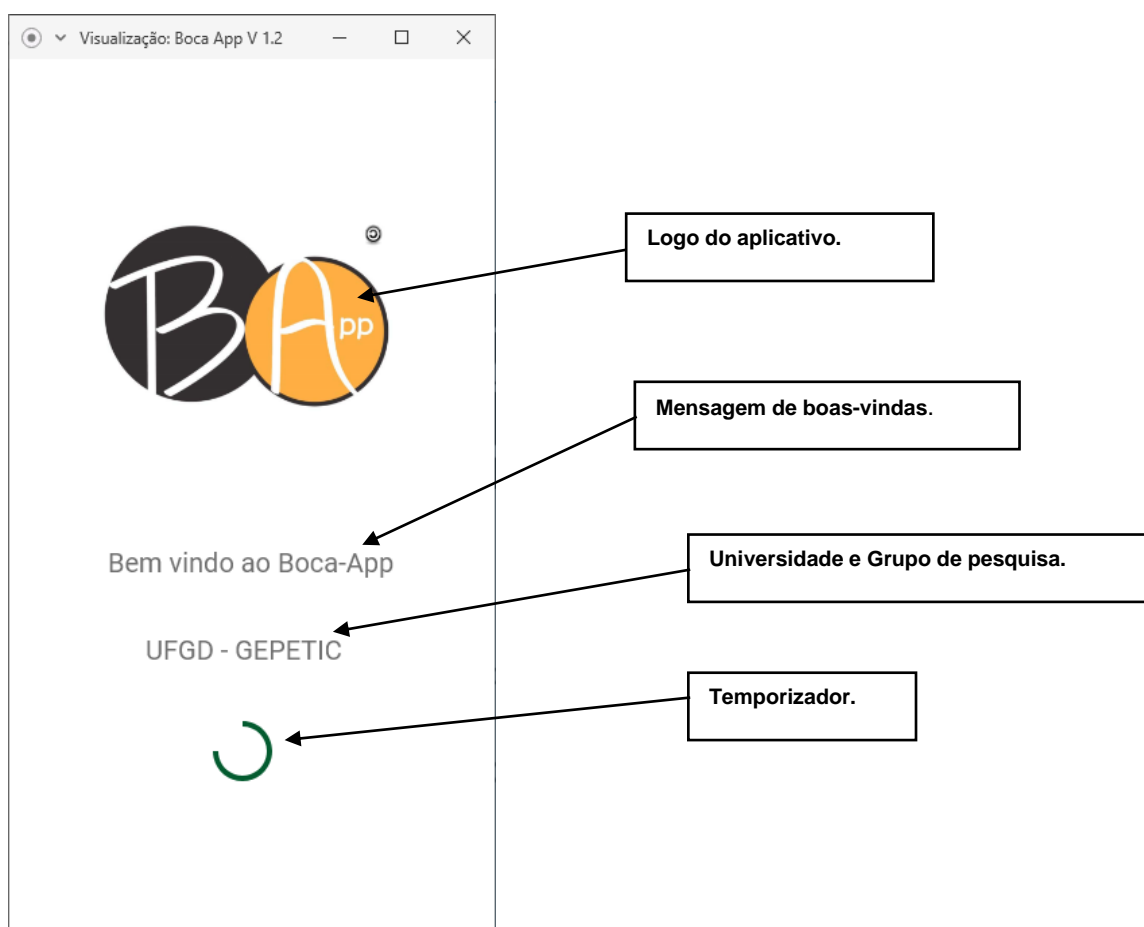 Visualização: Boca App V 1.2
BApp
©
Logo do aplicativo.
Mensagem de boas-vindas.
Bem vindo ao Boca-App
Universidade e Grupo de pesquisa.
UFGD - GEPETIC
Temporizador.